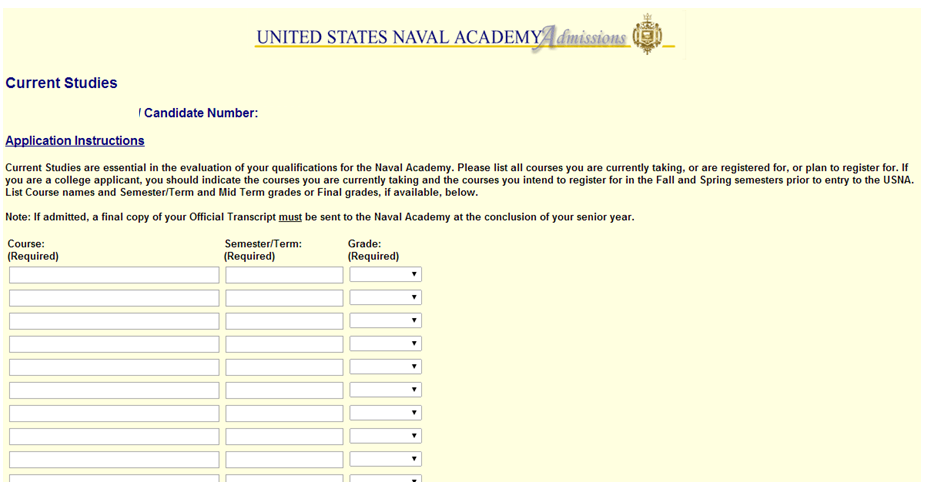 UNITED STATES NAVAL ACADEMY Admissions
Current Studies
/ Candidate Number:
Application Instructions
Current Studies are essential in the evaluation of your qualifications for the Naval Academy. Please list all courses you are currently taking, or are registered for, or plan to register for. If
you are a college applicant, you should indicate the courses you are currently taking and the courses you intend to register for in the Fall and Spring semesters prior to entry to the USNA.
List Course names and Semester/Term and Mid Term grades or Final grades, if available, below.
Note: If admitted, a final copy of your Official Transcript must be sent to the Naval Academy at the conclusion of your senior year.
Course: Semester/Term: Grade:
(Required) (Required) (Required)